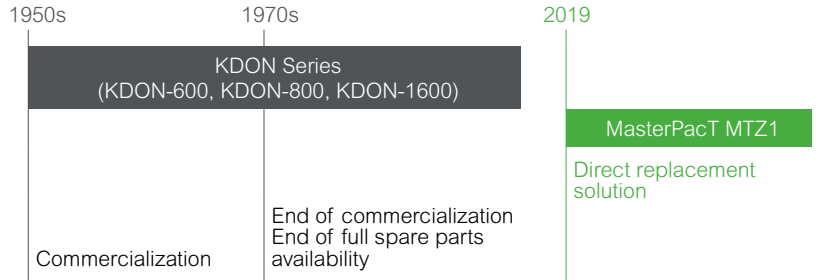 1950s
1970s
2019
KDON Series
(KDON-600, KDON-800, KDON-1600)
MasterPacT MTZ1
Direct replacement
solution
Commercialization
End of commercialization
End of full spare parts
availability